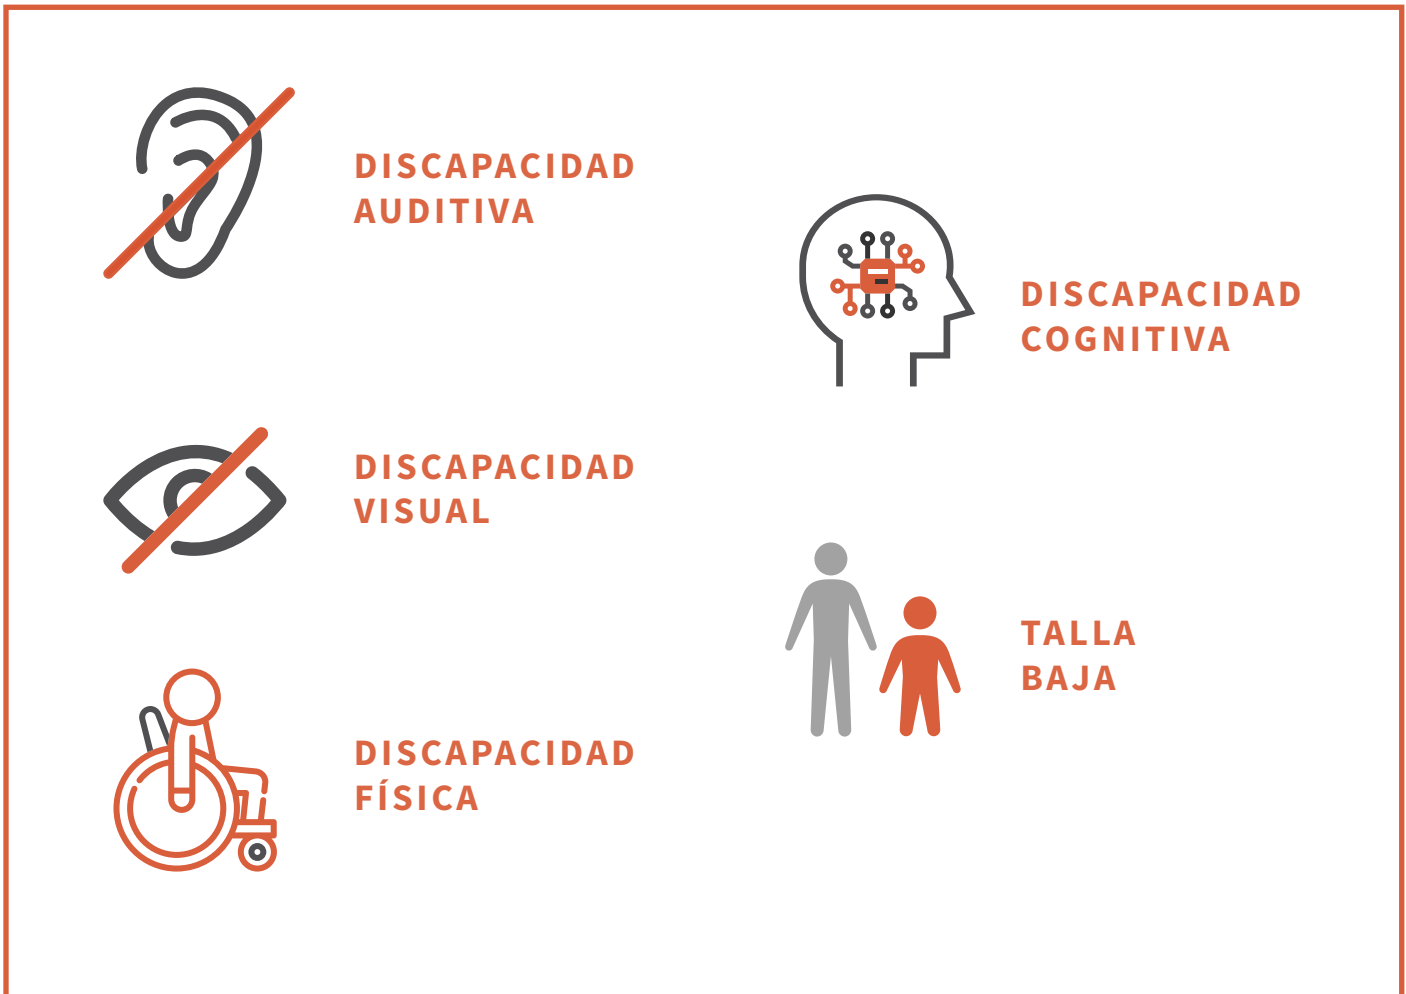 DISCAPACIDAD
AUDITIVA
DISCAPACIDAD
VISUAL
DISCAPACIDAD
FÍSICA
DISCAPACIDAD
COGNITIVA
TALLA
BAJA